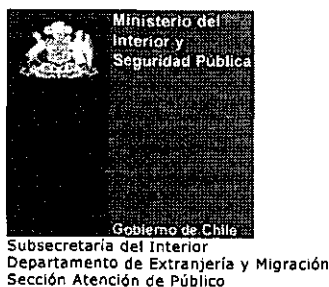 Ministerio del
Interior y
Seguridad Pública
Gobierno de Chile
Subsecretaría del Interior
Departamento de Extranjería y Migración
Sección Atención de Público